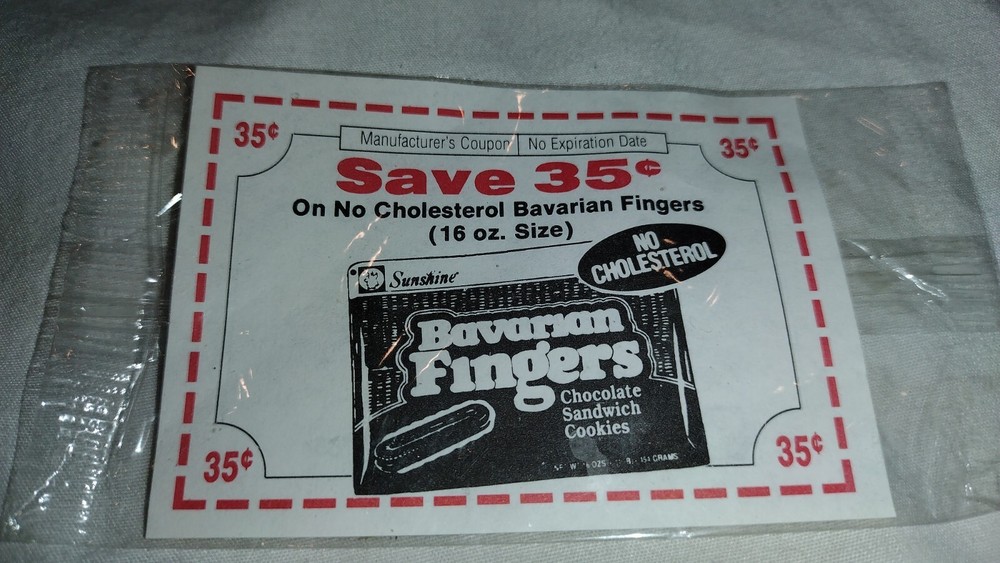 35¢
Manufacturer's Coupon No Expiration Date
35¢
Save 35¢
On No Cholesterol Bavarian Fingers
(16 oz. Size)
NO
CHOLESTEROL
Sunshine
Bavarian
Fingers
Chocolate
Sandwich
Cookies
GRAMS
35¢
35¢